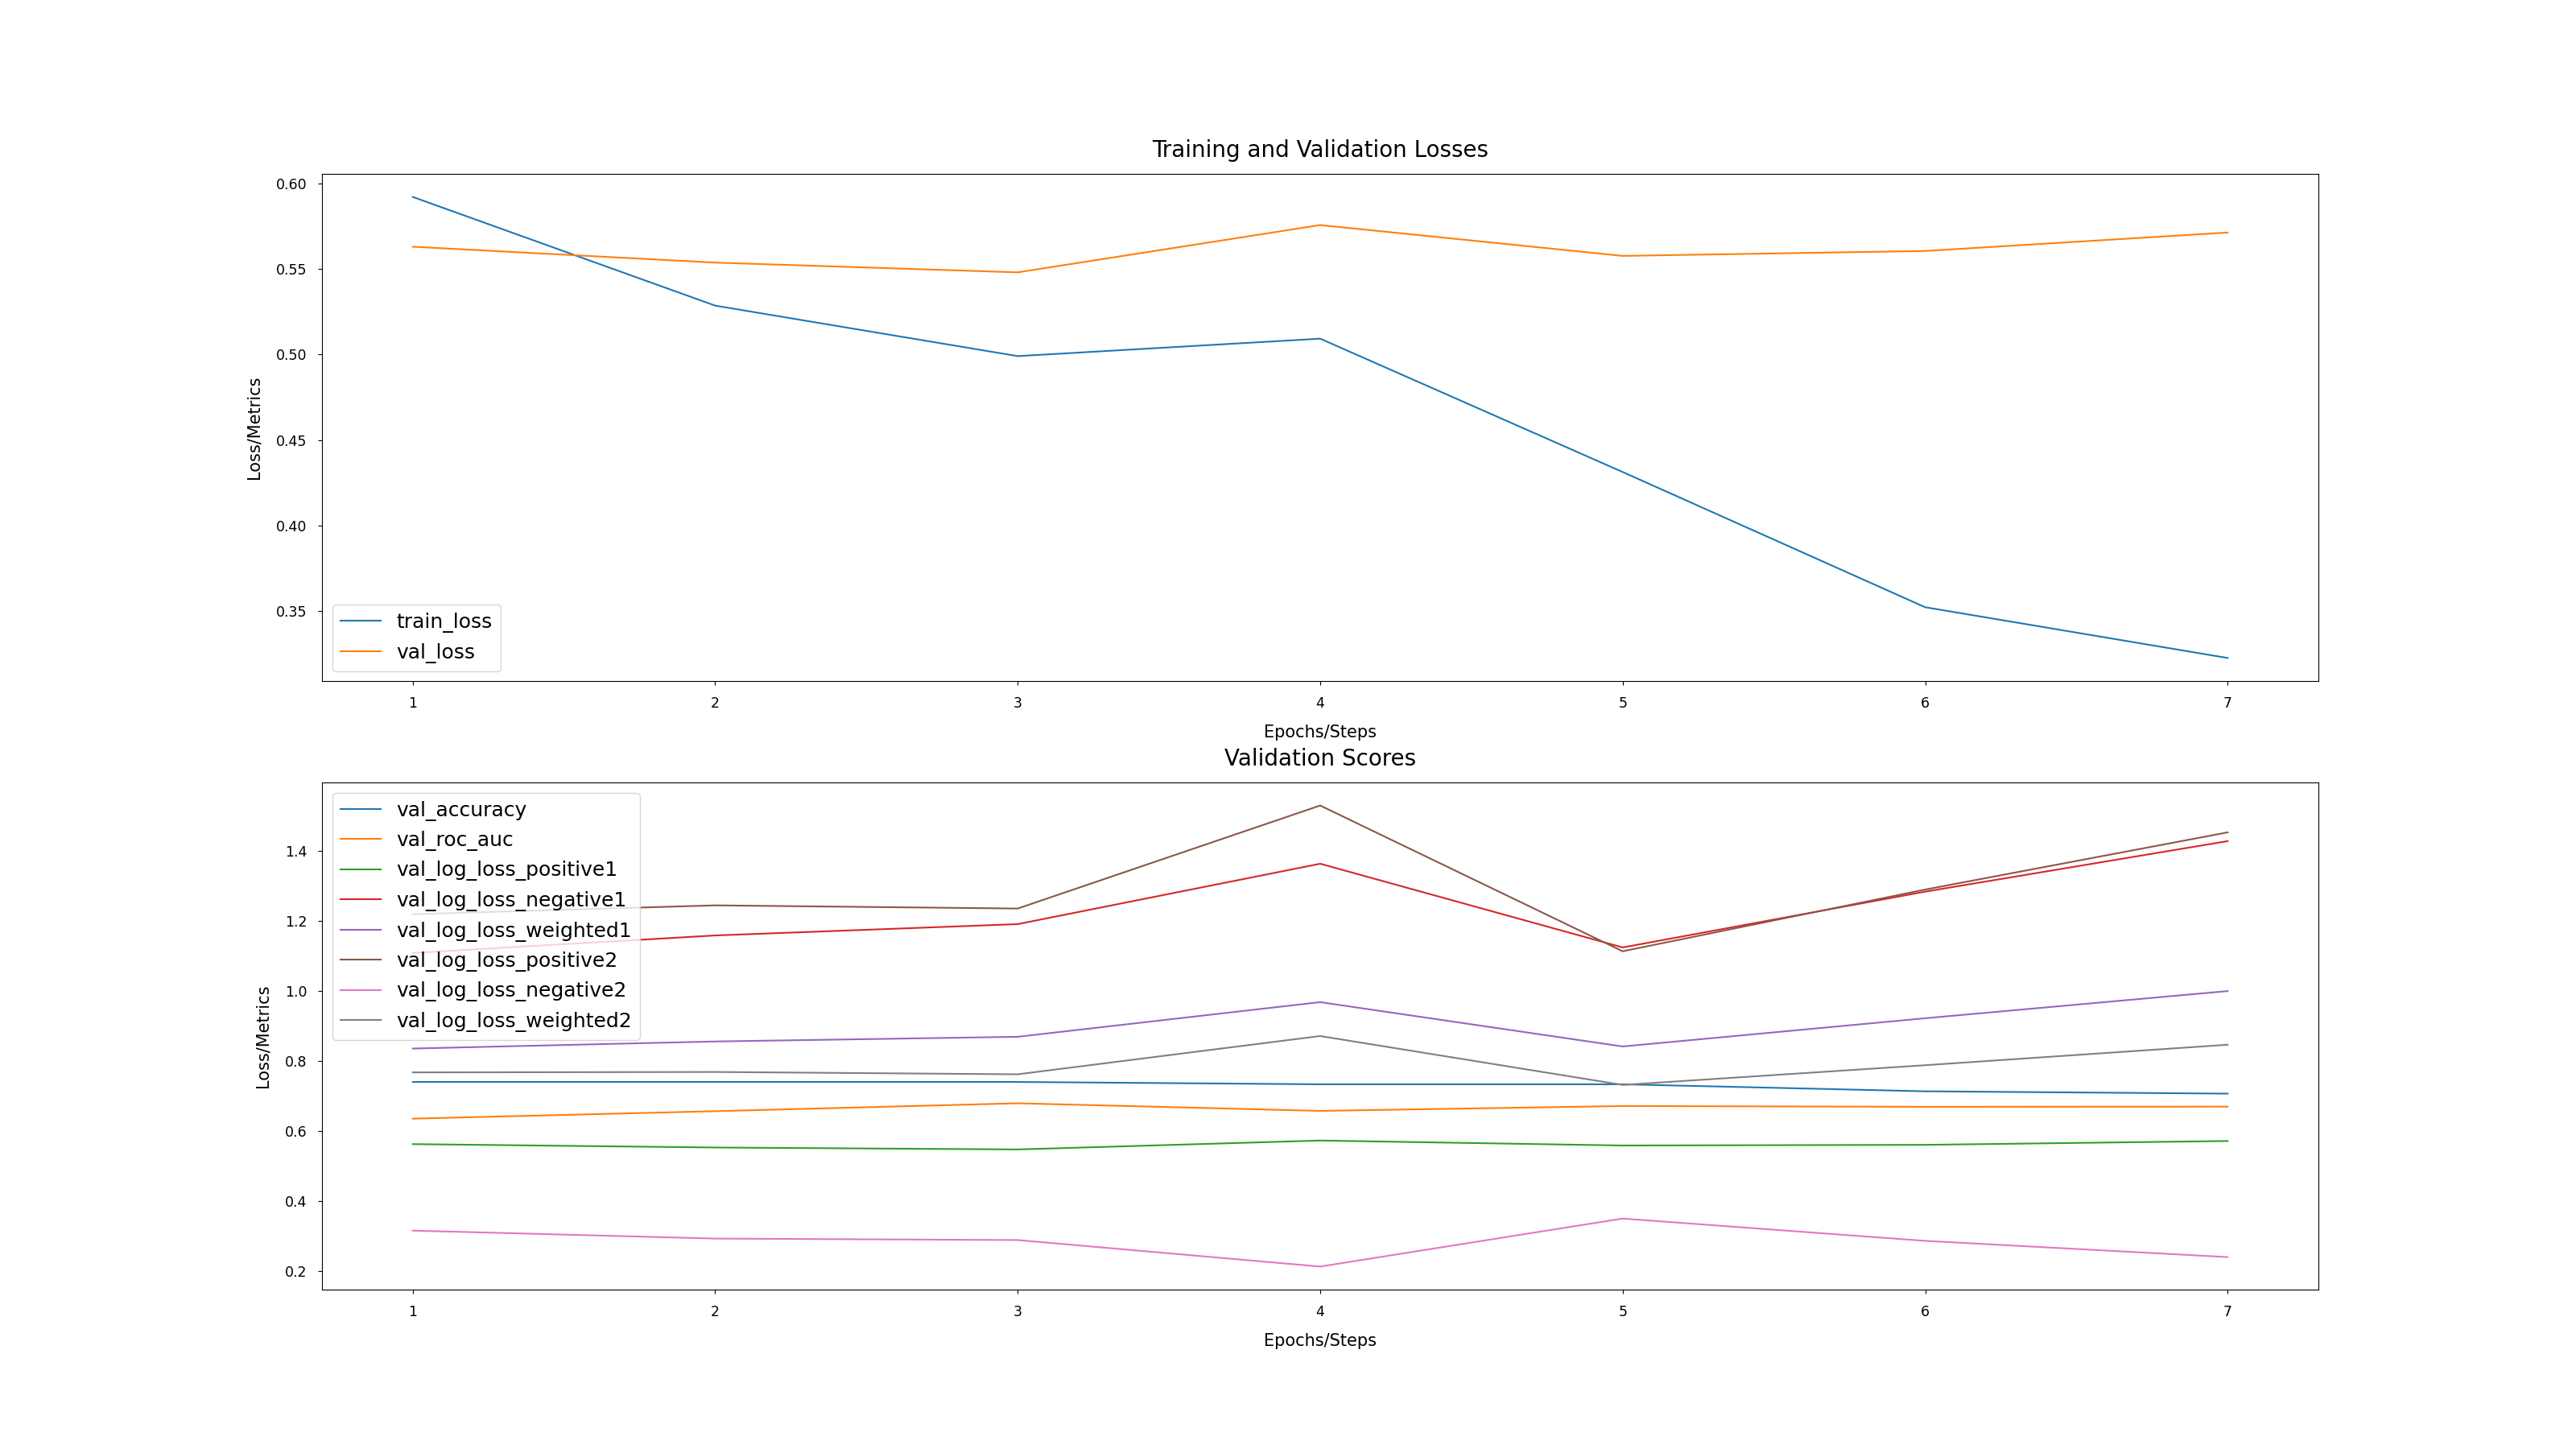 Training and Validation Losses
0.60
0.55
0.50
0.45
0.40
0.35
Loss/Metrics
train_loss
val_loss
1 2 3 4 5 6 7
Epochs/Steps
Validation Scores
1.4
1.2
1.0
0.8
0.6
0.4
0.2
Loss/Metrics
val_accuracy
val_roc_auc
val_log_loss_positive1
val_log_loss_negative1
val_log_loss_weighted1
val_log_loss_positive2
val_log_loss_negative2
val_log_loss_weighted2
1 2 3 4 5 6 7
Epochs/Steps